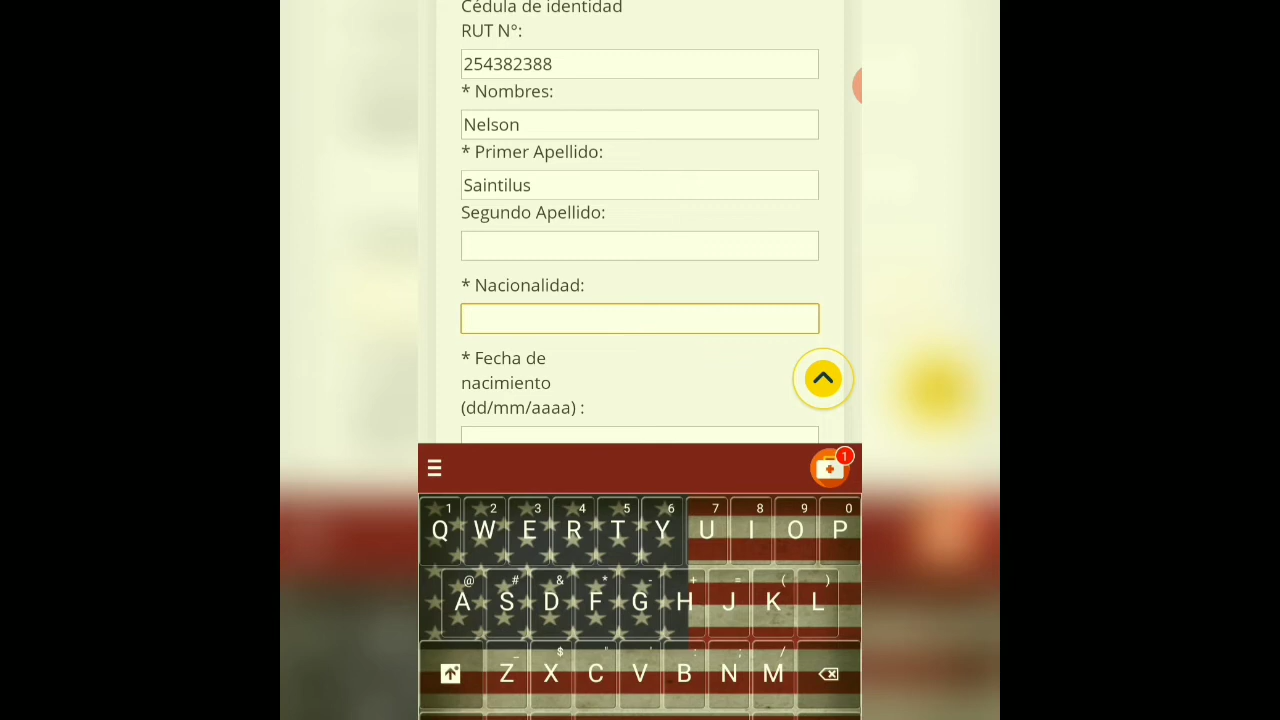 Cédula de identidad
RUT N°:
254382388
* Nombres:
Nelson
* Primer Apellido:
Saintilus
Segundo Apellido:
* Nacionalidad:
* Fecha de
nacimiento
(dd/mm/aaaa) :
1
1 2 3 4 5 6 7 8 9 0
Q W E R T Y U I O P
@ # & * - + = ( )
A S D F G H J K L
_ $ " ' : ; /
Z X C V B N M